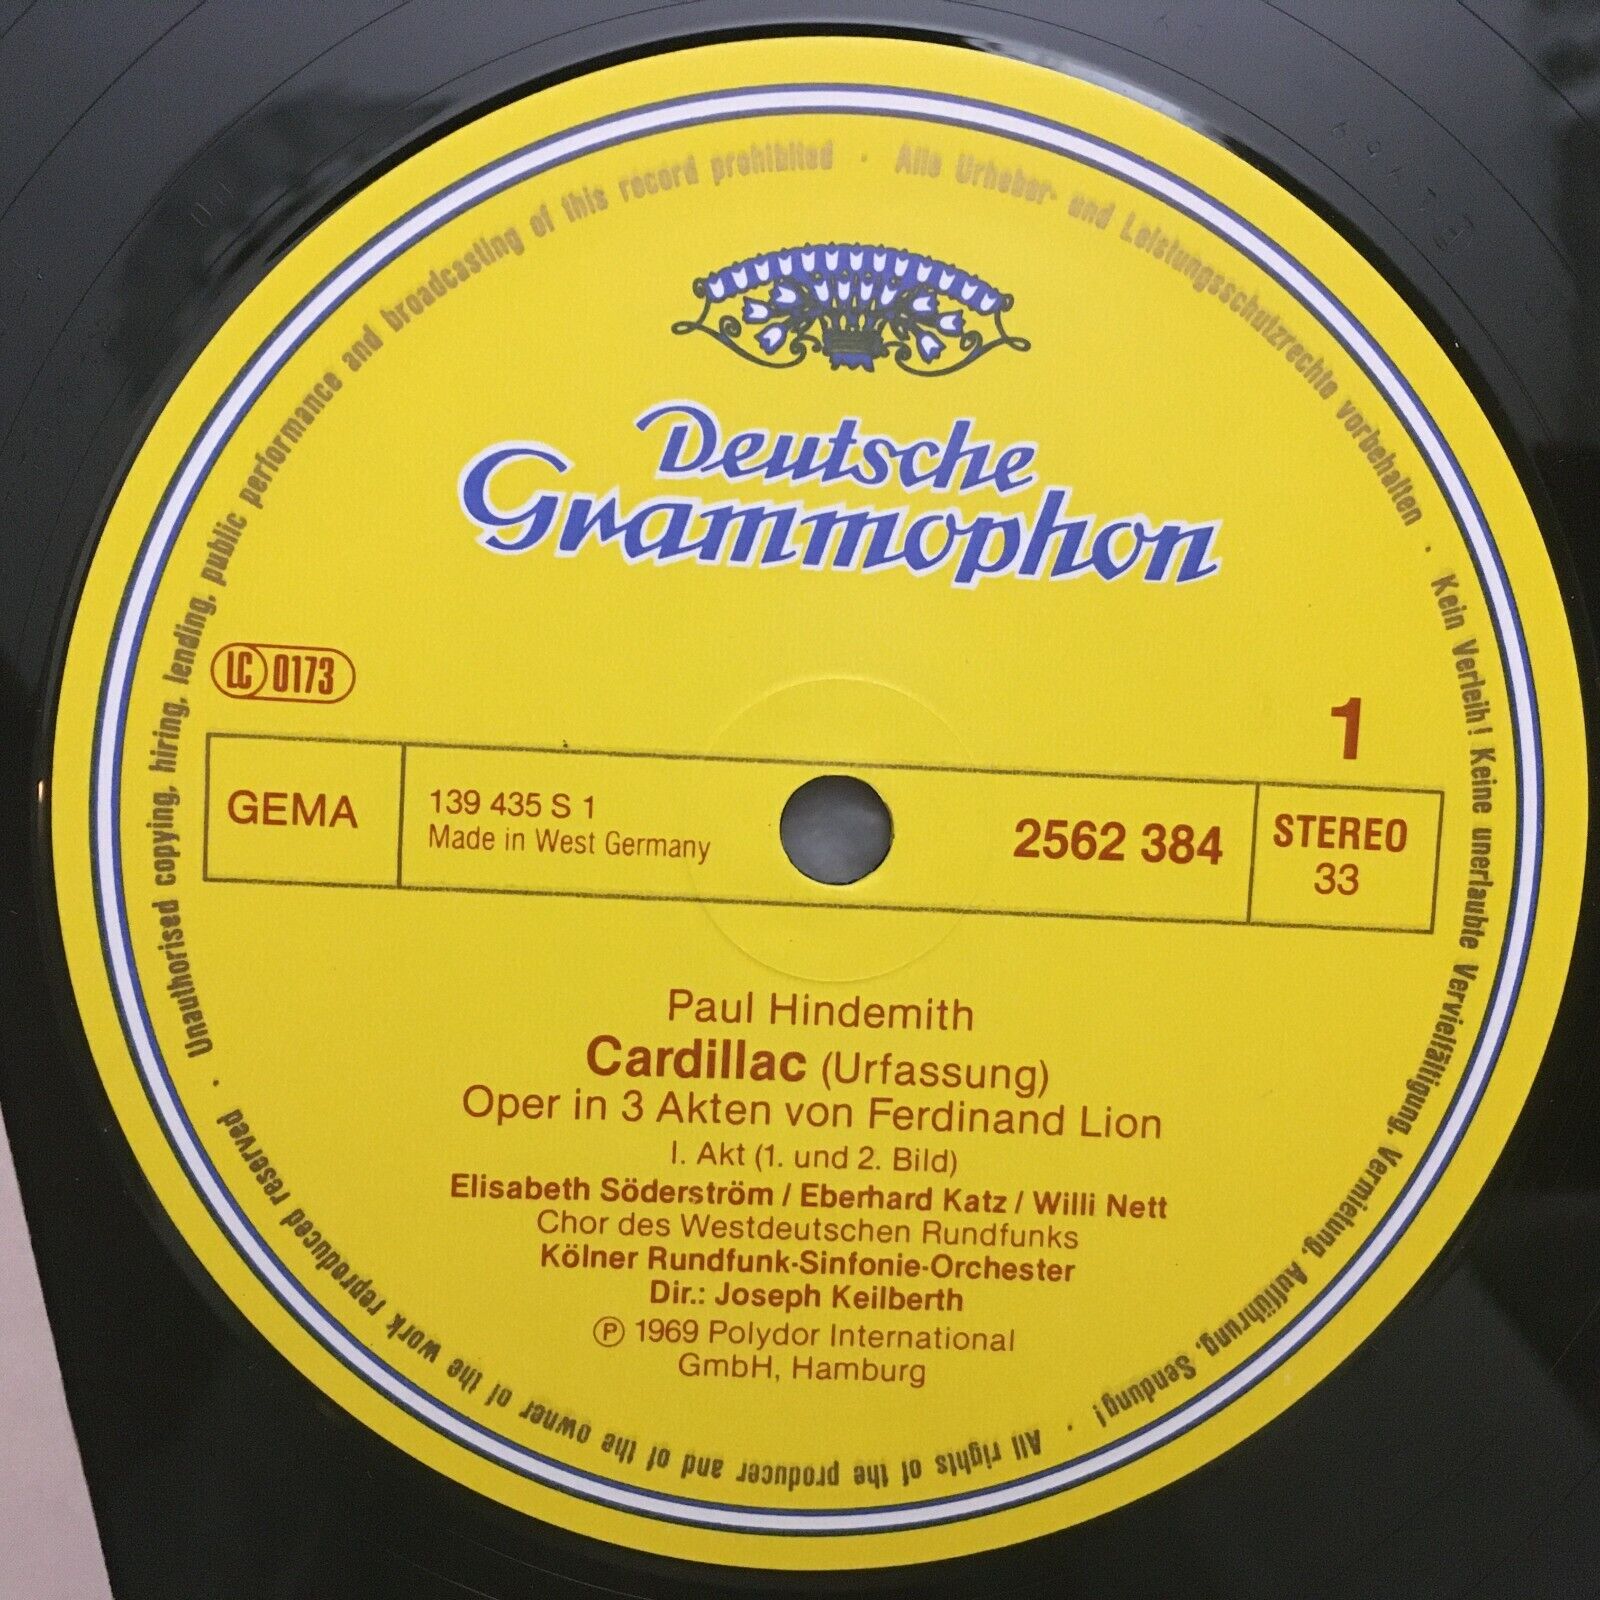 Deutsche
Grammophon
LC 0173
1
GEMA
139 435 S 1
Made in West Germany
2562 384
STEREO
33
Paul Hindemith
Cardillac (Urfassung)
Oper in 3 Akten von Ferdinand Lion
I. Akt (1. und 2. Bild)
Elisabeth Söderström / Eberhard Katz / Willi Nett
Chor des Westdeutschen Rundfunks
Kölner Rundfunk-Sinfonie-Orchester
Dir.: Joseph Keilberth
℗ 1969 Polydor International
GmbH, Hamburg
Alle Urheber- und Leistungsschutzrechte vorbehalten · Kein Verleih! Keine unerlaubte Vervielfältigung, Vermietung, Aufführung, Sendung! · All rights of the producer and of the owner of the work reproduced reserved · Unauthorised copying, hiring, lending, public performance and broadcasting of this record prohibited ·